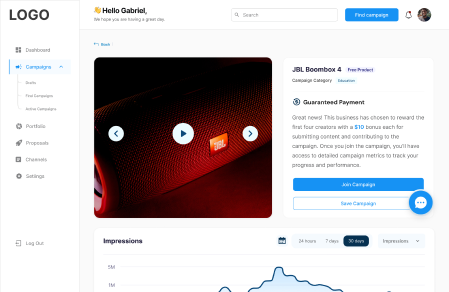 LOGO
👋Hello Gabriel,
We hope you are having a great day
Search
Find campaign
Dashboard
Campaigns
Drafts
Find Campaigns
Active Campaigns
Portfolio
Proposals
Channels
Settings
Log Out
Back
JBL
JBL Boombox 4 Free Product
Campaign Category Education
Guaranteed Payment
Great news! This business has chosen to reward the
first four creators with a $10 bonus each for
submitting content and contributing to the
campaign. Once you join the campaign, you'll have
access to detailed campaign metrics to track your
progress and performance.
Join Campaign
Save Campaign
Impressions
24 hours 7 days 30 days
Impressions
5M
1M